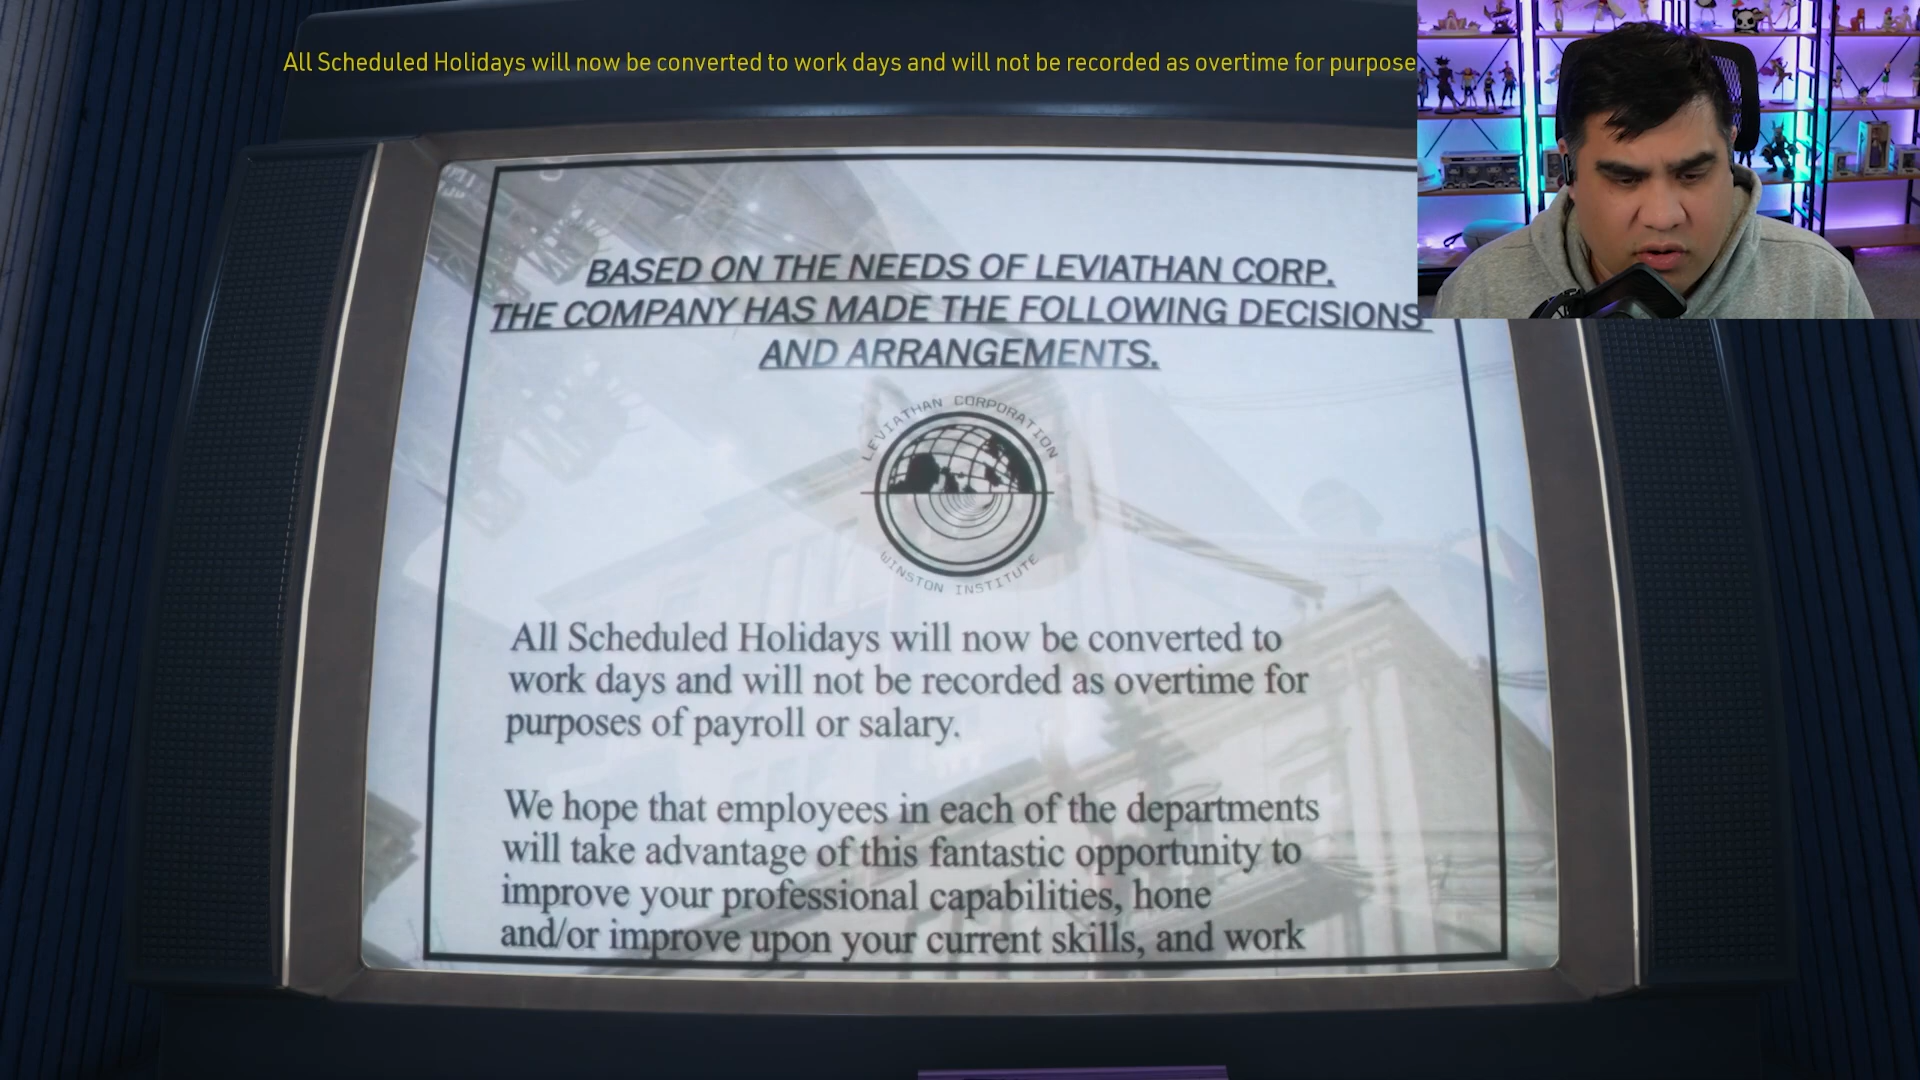 All Scheduled Holidays will now be converted to work days and will not be recorded as overtime for purpose
BASED ON THE NEEDS OF LEVIATHAN CORP.
THE COMPANY HAS MADE THE FOLLOWING DECISIONS
AND ARRANGEMENTS.
LEVIATHAN CORPORATION
WINSTON INSTITUTE
All Scheduled Holidays will now be converted to
work days and will not be recorded as overtime for
purposes of payroll or salary.
We hope that employees in each of the departments
will take advantage of this fantastic opportunity to
improve your professional capabilities, hone
and/or improve upon your current skills, and work